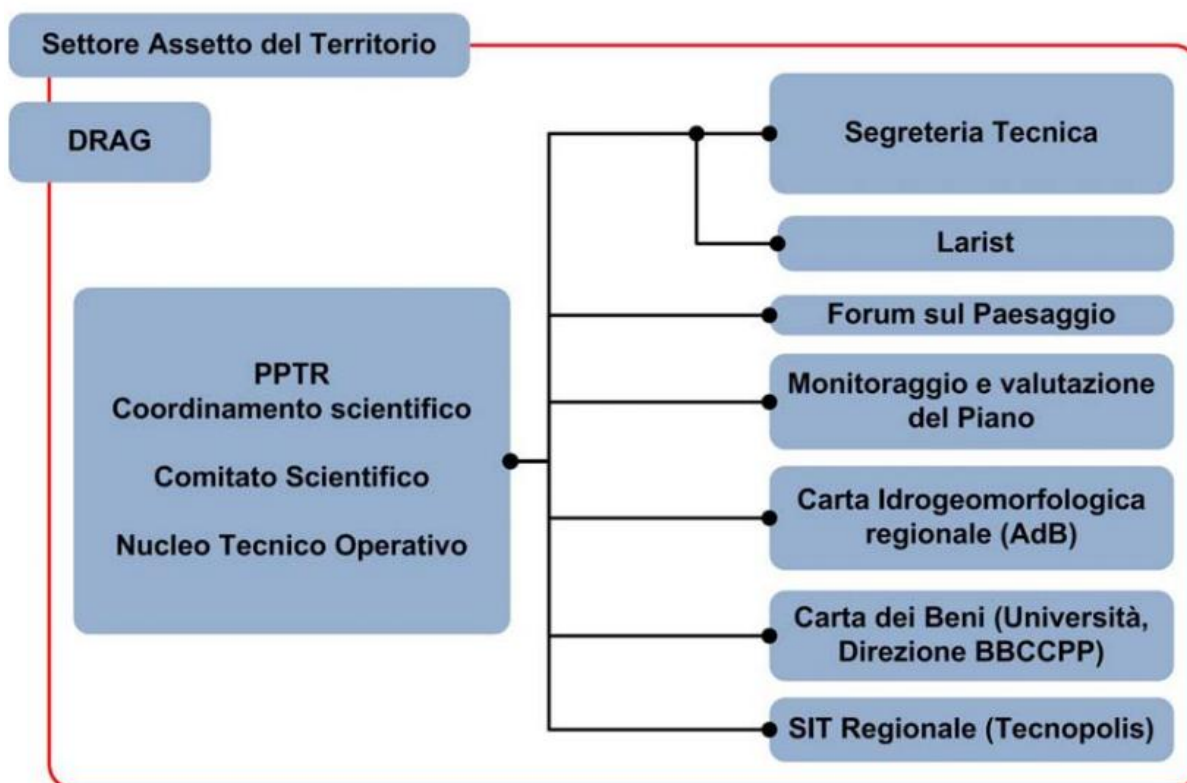 Settore Assetto del Territorio
DRAG
PPTR
Coordinamento scientifico
Comitato Scientifico
Nucleo Tecnico Operativo
Segreteria Tecnica
Larist
Forum sul Paesaggio
Monitoraggio e valutazione
del Piano
Carta Idrogeomorfologica
regionale (AdB)
Carta dei Beni (Università,
Direzione BBCCPP)
SIT Regionale (Tecnopolis)